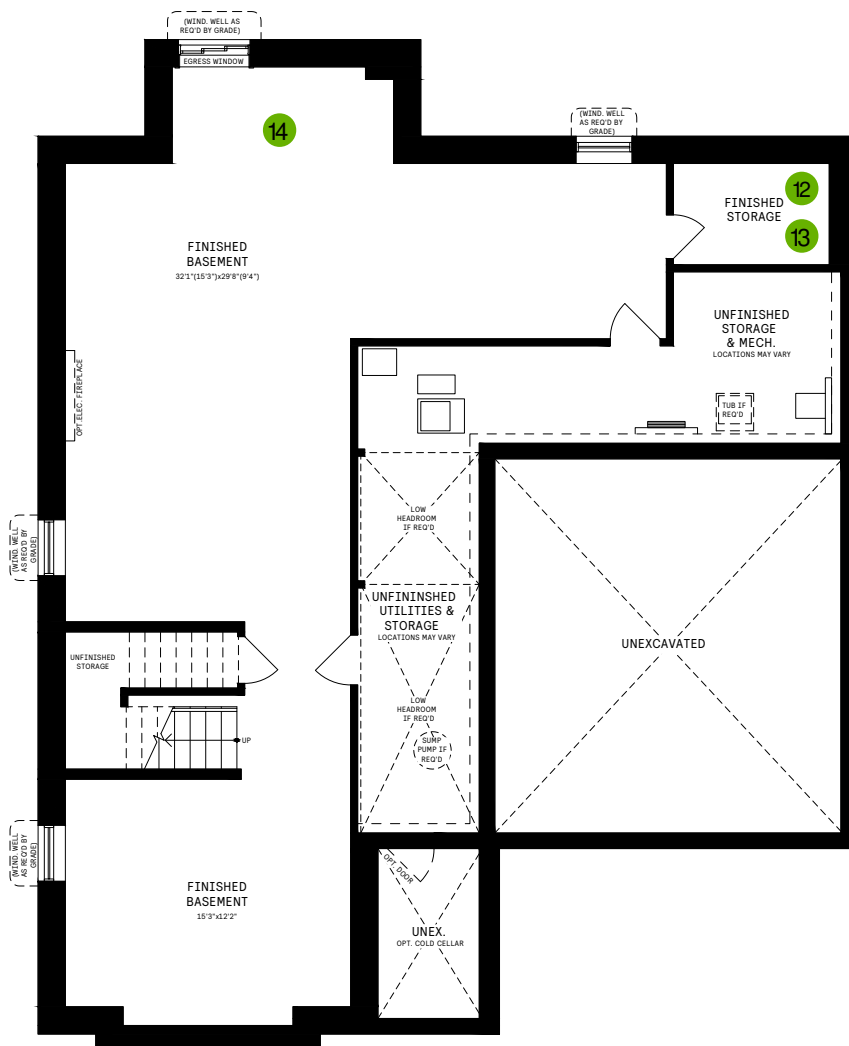 (WIND. WELL AS
REQ'D BY GRADE)
EGRESS WINDOW
14
(WIND. WELL
AS REQ'D BY
GRADE)
12
FINISHED
STORAGE
13
FINISHED
BASEMENT
32'1"(15'3")x29'8"(9'4")
UNFINISHED
STORAGE
& MECH.
LOCATIONS MAY VARY
OPT.ELEC. FIREPLACE
TUB IF
REQ'D
LOW
HEADROOM
IF REQ'D
(WIND. WELL
AS REQ'D BY
GRADE)
UNFININSHED
UTILITIES &
STORAGE
LOCATIONS MAY VARY
UNEXCAVATED
UNFINISHED
STORAGE
LOW
HEADROOM
IF REQ'D
UP
SUMP
PUMP IF
REQ'D
(WIND. WELL
AS REQ'D BY
GRADE)
OPT. DOOR
FINISHED
BASEMENT
15'3"x12'2"
UNEX.
OPT. COLD CELLAR